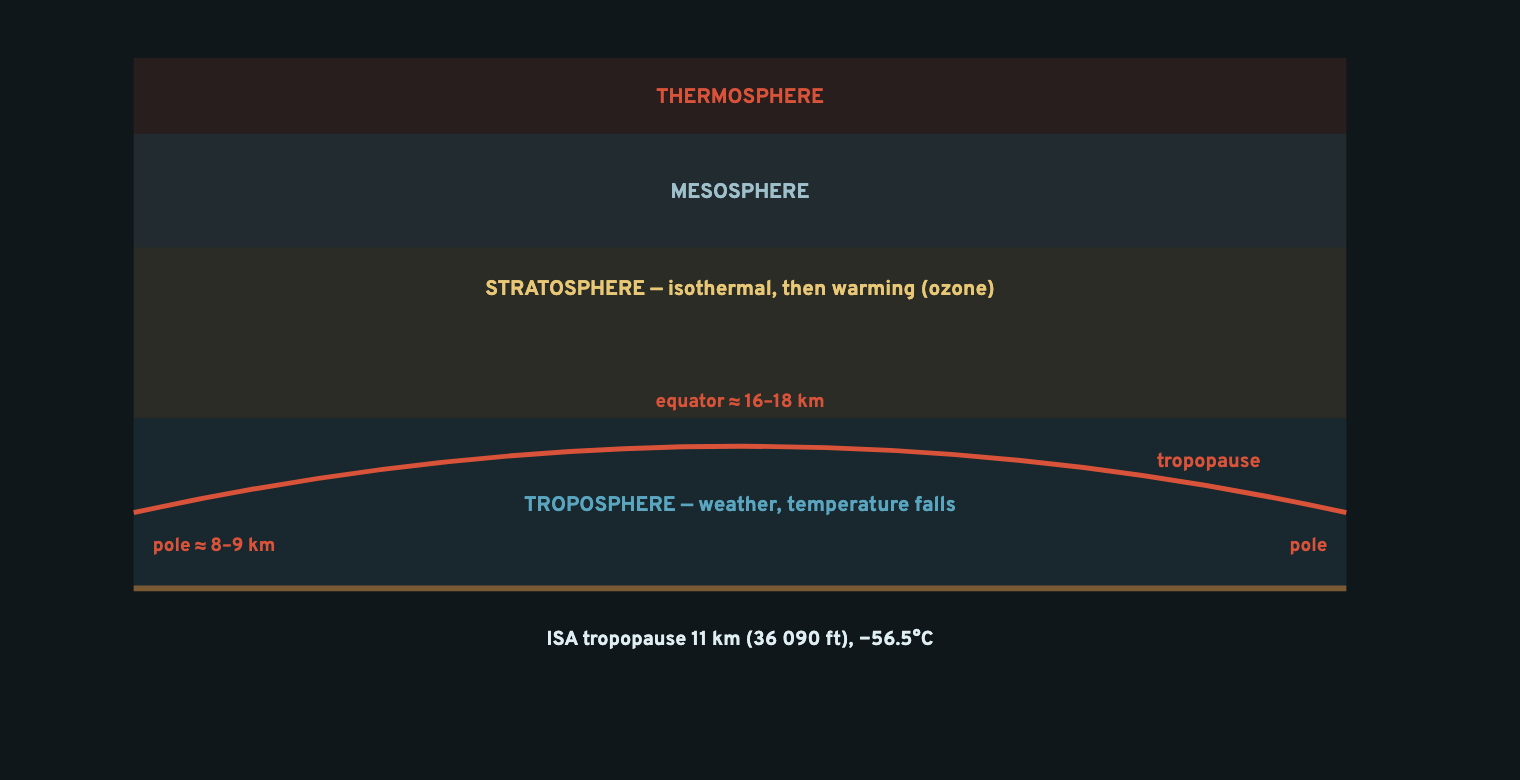 THERMOSPHERE
MESOSPHERE
STRATOSPHERE – isothermal, then warming (ozone)
equator ≈ 16–18 km
tropopause
TROPOSPHERE – weather, temperature falls
pole ≈ 8–9 km
pole
ISA tropopause 11 km (36 090 ft), −56.5°C